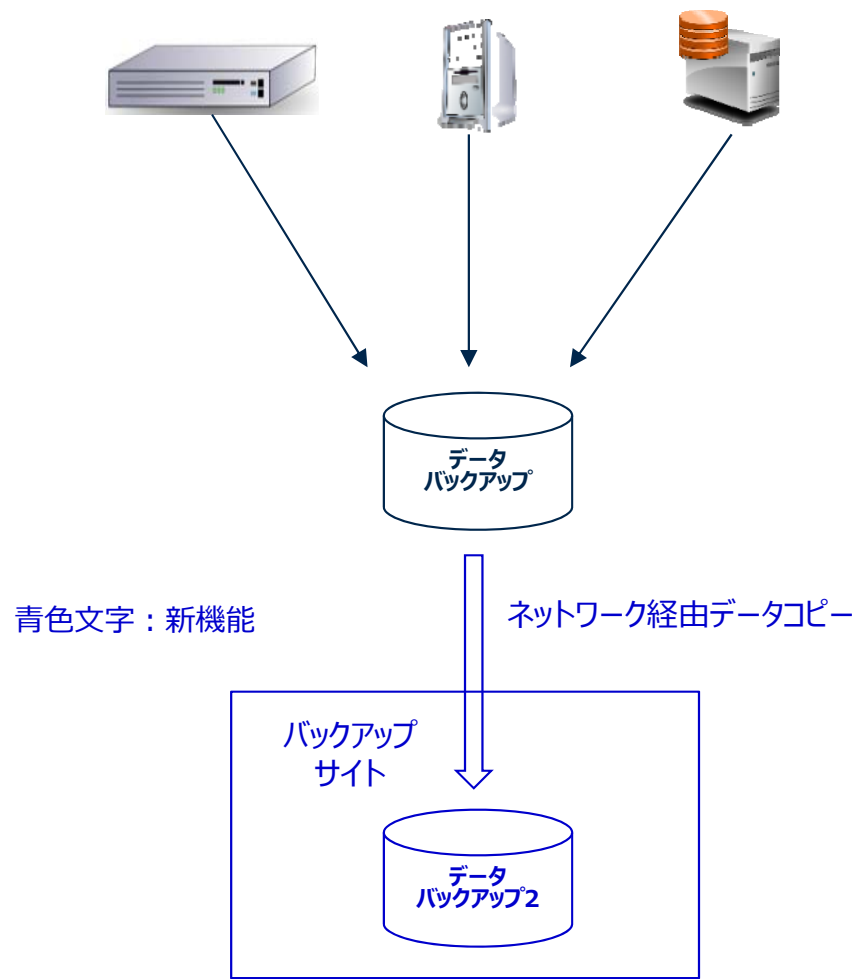 データ
バックアップ
青色文字：新機能
ネットワーク経由データコピー
バックアップ
サイト
データ
バックアップ2